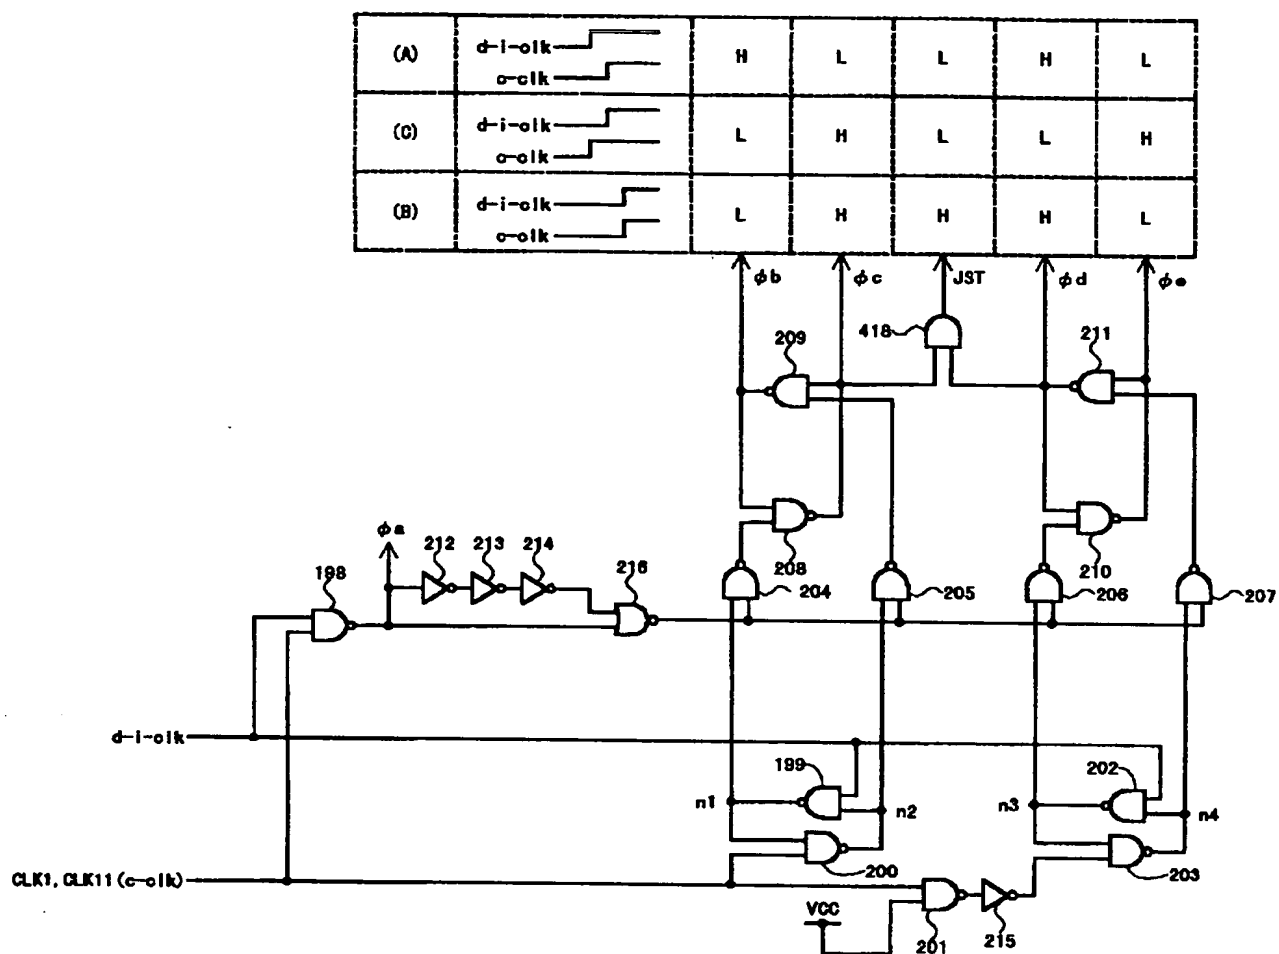 (A) d-i-clk H L L H L
c-clk
(C) d-i-clk L H L L H
c-clk
(B) d-i-clk L H H H L
c-clk
φb φc JST φd φe
418
209 211
208 210
φa
212 213 214 216
198
204 205 206 207
d-i-clk
199 202
n1 n2 n3 n4
200 203
CLK1, CLK11 (c-clk)
VCC
201 215